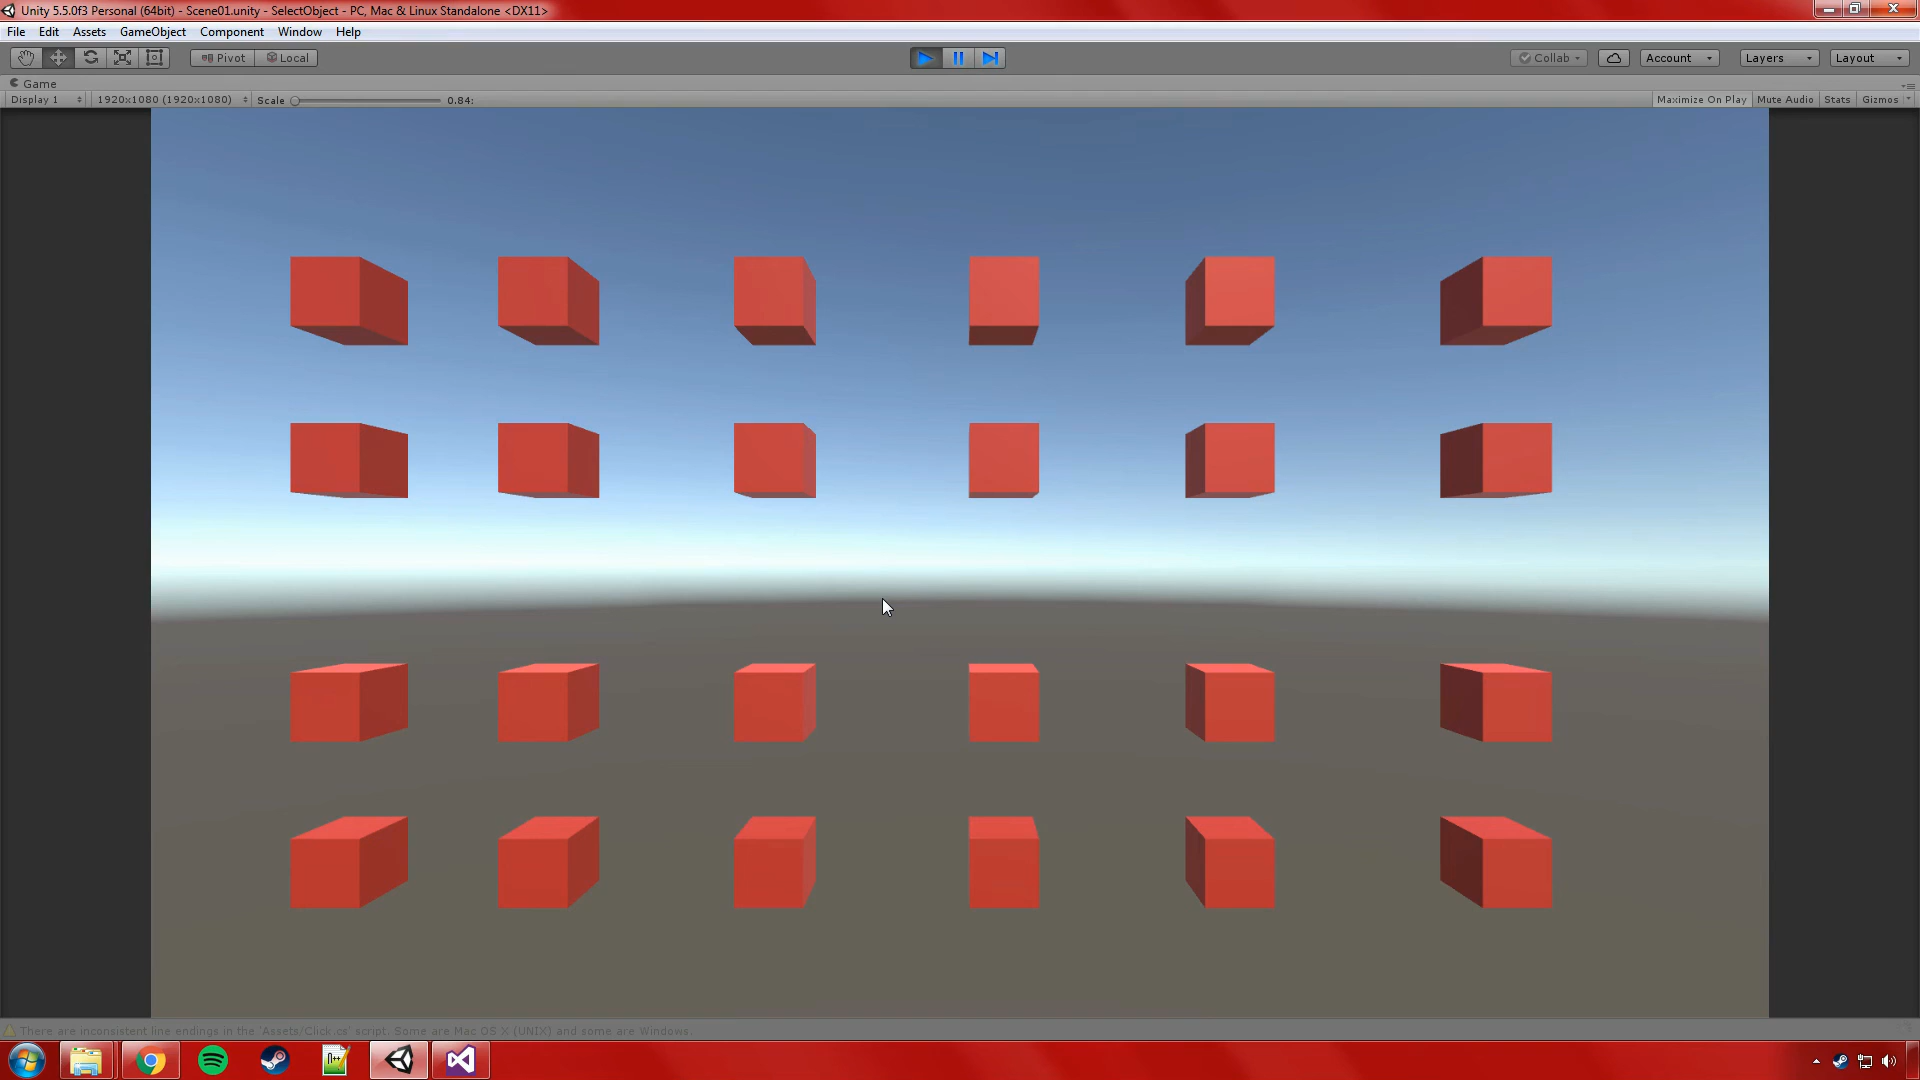 Unity 5.5.0f3 Personal (64bit) - Scene01.unity - SelectObject - PC, Mac & Linux Standalone <DX11>
File Edit Assets GameObject Component Window Help
Pivot Local Collab Account Layers Layout
Game
Display 1 1920x1080 (1920x1080) Scale 0.84: Maximize On Play Mute Audio Stats Gizmos
There are inconsistent line endings in the 'Assets/Click.cs' script. Some are Mac OS X (UNIX) and some are Windows.